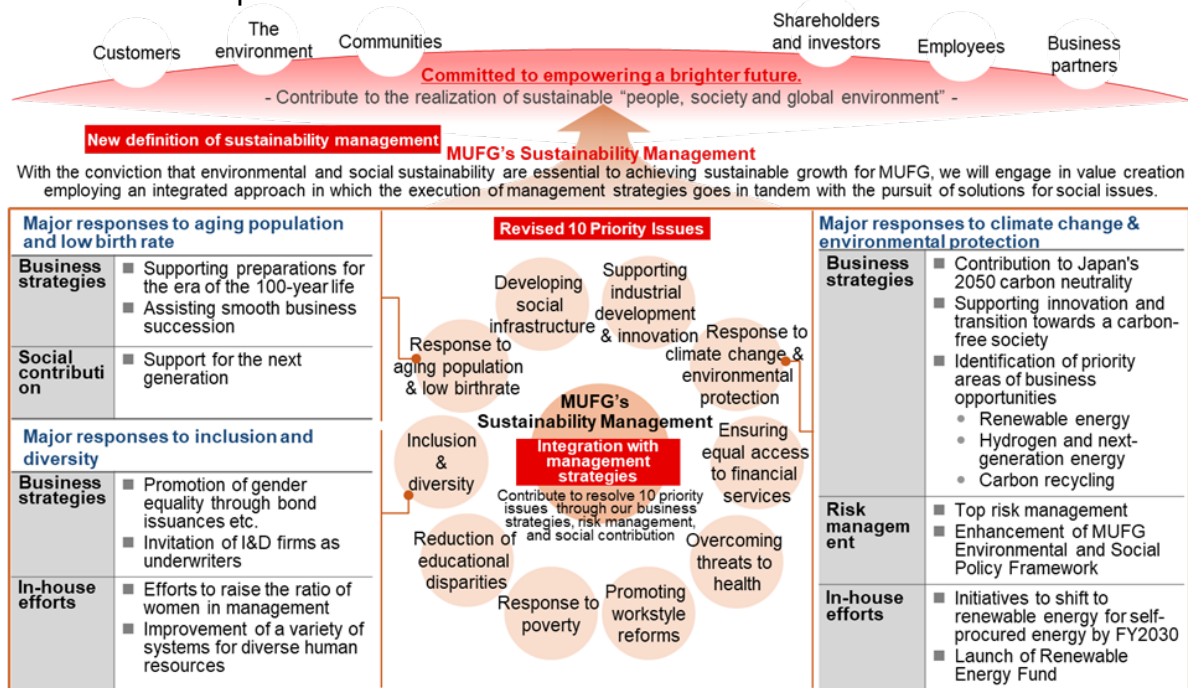 Customers
The
environment
Communities
Shareholders
and investors
Employees
Business
partners
Committed to empowering a brighter future.
- Contribute to the realization of sustainable “people, society and global environment” -
New definition of sustainability management
MUFG's Sustainability Management
With the conviction that environmental and social sustainability are essential to achieving sustainable growth for MUFG, we will engage in value creation
employing an integrated approach in which the execution of management strategies goes in tandem with the pursuit of solutions for social issues.
Major responses to aging population
and low birth rate
Business
strategies
■ Supporting preparations for
the era of the 100-year life
■ Assisting smooth business
succession
Social
contributi
on
■ Support for the next
generation
Major responses to inclusion and
diversity
Business
strategies
■ Promotion of gender
equality through bond
issuances etc.
■ Invitation of I&D firms as
underwriters
In-house
efforts
■ Efforts to raise the ratio of
women in management
■ Improvement of a variety of
systems for diverse human
resources
Revised 10 Priority Issues
Developing
social
infrastructure
Supporting
industrial
development
& innovation
Response to
aging population
& low birthrate
Response to
climate change &
environmental
protection
MUFG's
Sustainability Management
Integration with
management
strategies
Contribute to resolve 10 priority
issues through our business
strategies, risk management,
and social contribution
Inclusion
&
diversity
Ensuring
equal access
to financial
services
Reduction of
educational
disparities
Overcoming
threats to
health
Response to
poverty
Promoting
workstyle
reforms
Major responses to climate change &
environmental protection
Business
strategies
■ Contribution to Japan's
2050 carbon neutrality
■ Supporting innovation and
transition towards a carbon-
free society
■ Identification of priority
areas of business
opportunities
● Renewable energy
● Hydrogen and next-
generation energy
● Carbon recycling
Risk
managem
ent
■ Top risk management
■ Enhancement of MUFG
Environmental and Social
Policy Framework
In-house
efforts
■ Initiatives to shift to
renewable energy for self-
procured energy by FY2030
■ Launch of Renewable
Energy Fund